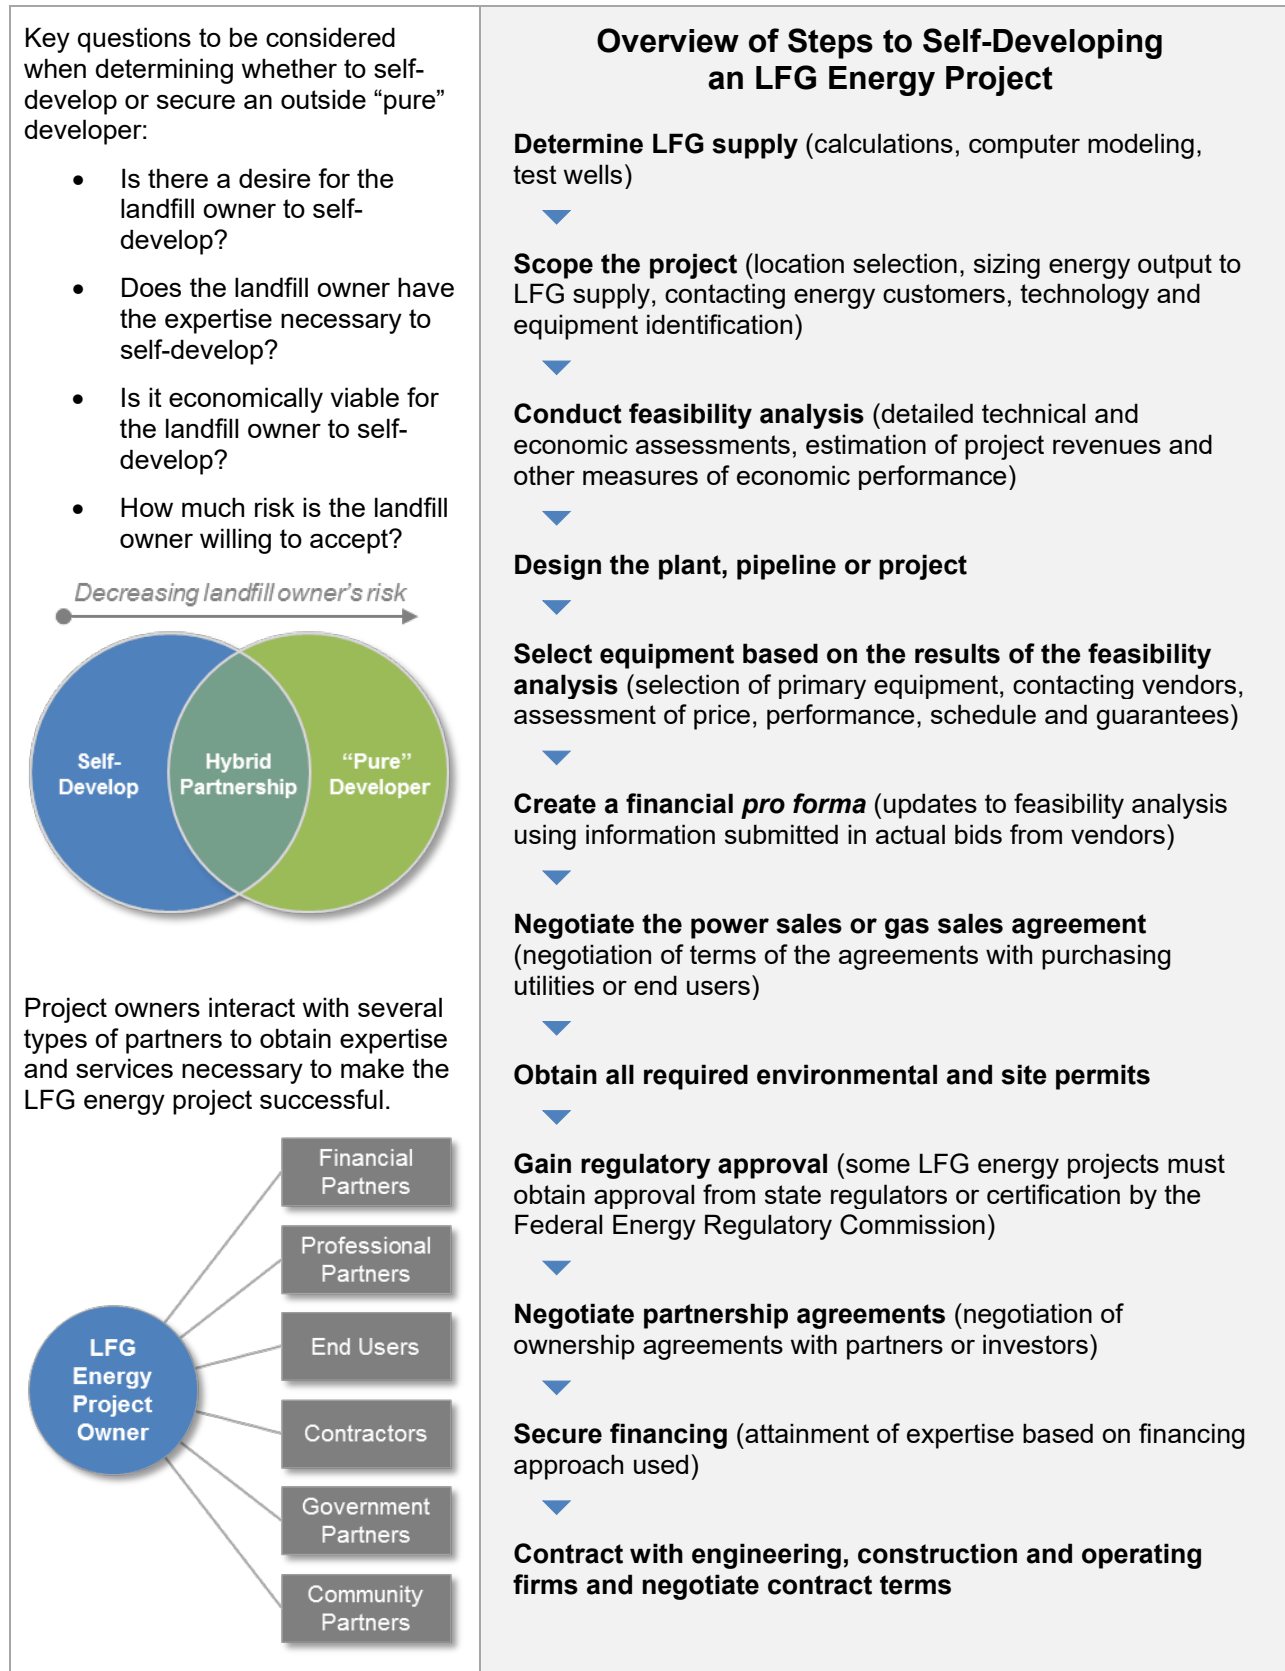 Key questions to be considered
when determining whether to self-
develop or secure an outside “pure”
developer:
• Is there a desire for the
landfill owner to self-
develop?
• Does the landfill owner have
the expertise necessary to
self-develop?
• Is it economically viable for
the landfill owner to self-
develop?
• How much risk is the landfill
owner willing to accept?
Decreasing landfill owner’s risk
Self-
Develop
Hybrid
Partnership
“Pure”
Developer
Project owners interact with several
types of partners to obtain expertise
and services necessary to make the
LFG energy project successful.
LFG
Energy
Project
Owner
Financial
Partners
Professional
Partners
End Users
Contractors
Government
Partners
Community
Partners
Overview of Steps to Self-Developing
an LFG Energy Project
Determine LFG supply (calculations, computer modeling,
test wells)
Scope the project (location selection, sizing energy output to
LFG supply, contacting energy customers, technology and
equipment identification)
Conduct feasibility analysis (detailed technical and
economic assessments, estimation of project revenues and
other measures of economic performance)
Design the plant, pipeline or project
Select equipment based on the results of the feasibility
analysis (selection of primary equipment, contacting vendors,
assessment of price, performance, schedule and guarantees)
Create a financial pro forma (updates to feasibility analysis
using information submitted in actual bids from vendors)
Negotiate the power sales or gas sales agreement
(negotiation of terms of the agreements with purchasing
utilities or end users)
Obtain all required environmental and site permits
Gain regulatory approval (some LFG energy projects must
obtain approval from state regulators or certification by the
Federal Energy Regulatory Commission)
Negotiate partnership agreements (negotiation of
ownership agreements with partners or investors)
Secure financing (attainment of expertise based on financing
approach used)
Contract with engineering, construction and operating
firms and negotiate contract terms